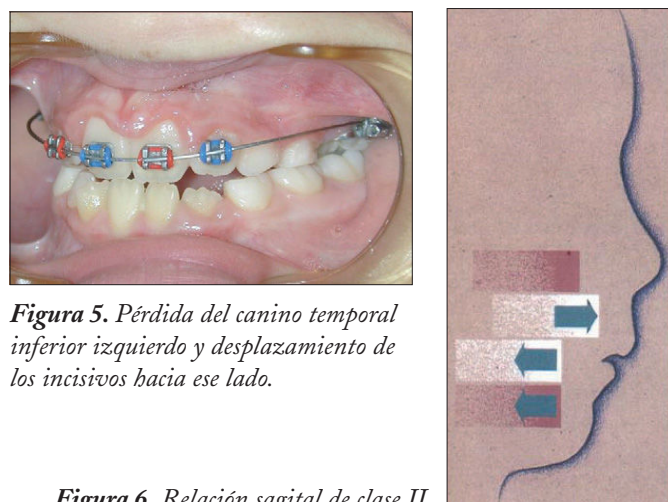 Figura 5. Pérdida del canino temporal
inferior izquierdo y desplazamiento de
los incisivos hacia ese lado.
Figura 6. Relación sagital de clase II